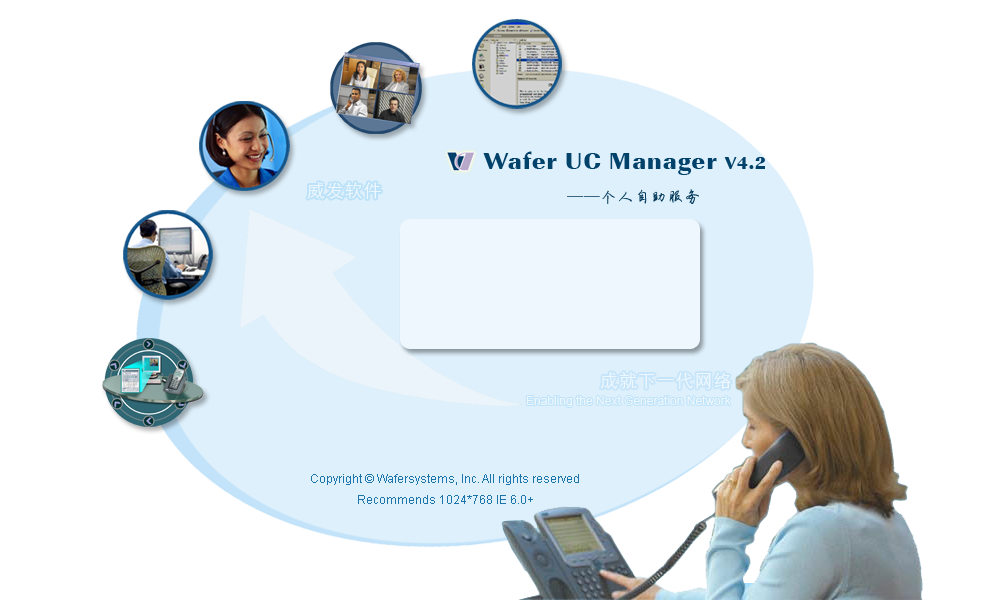 Wafer UC Manager V4.2
威发软件
——个人自助服务
成就下一代网络
Enabling the Next Generation Network
Copyright © Wafersystems, Inc. All rights reserved
Recommends 1024*768 IE 6.0+